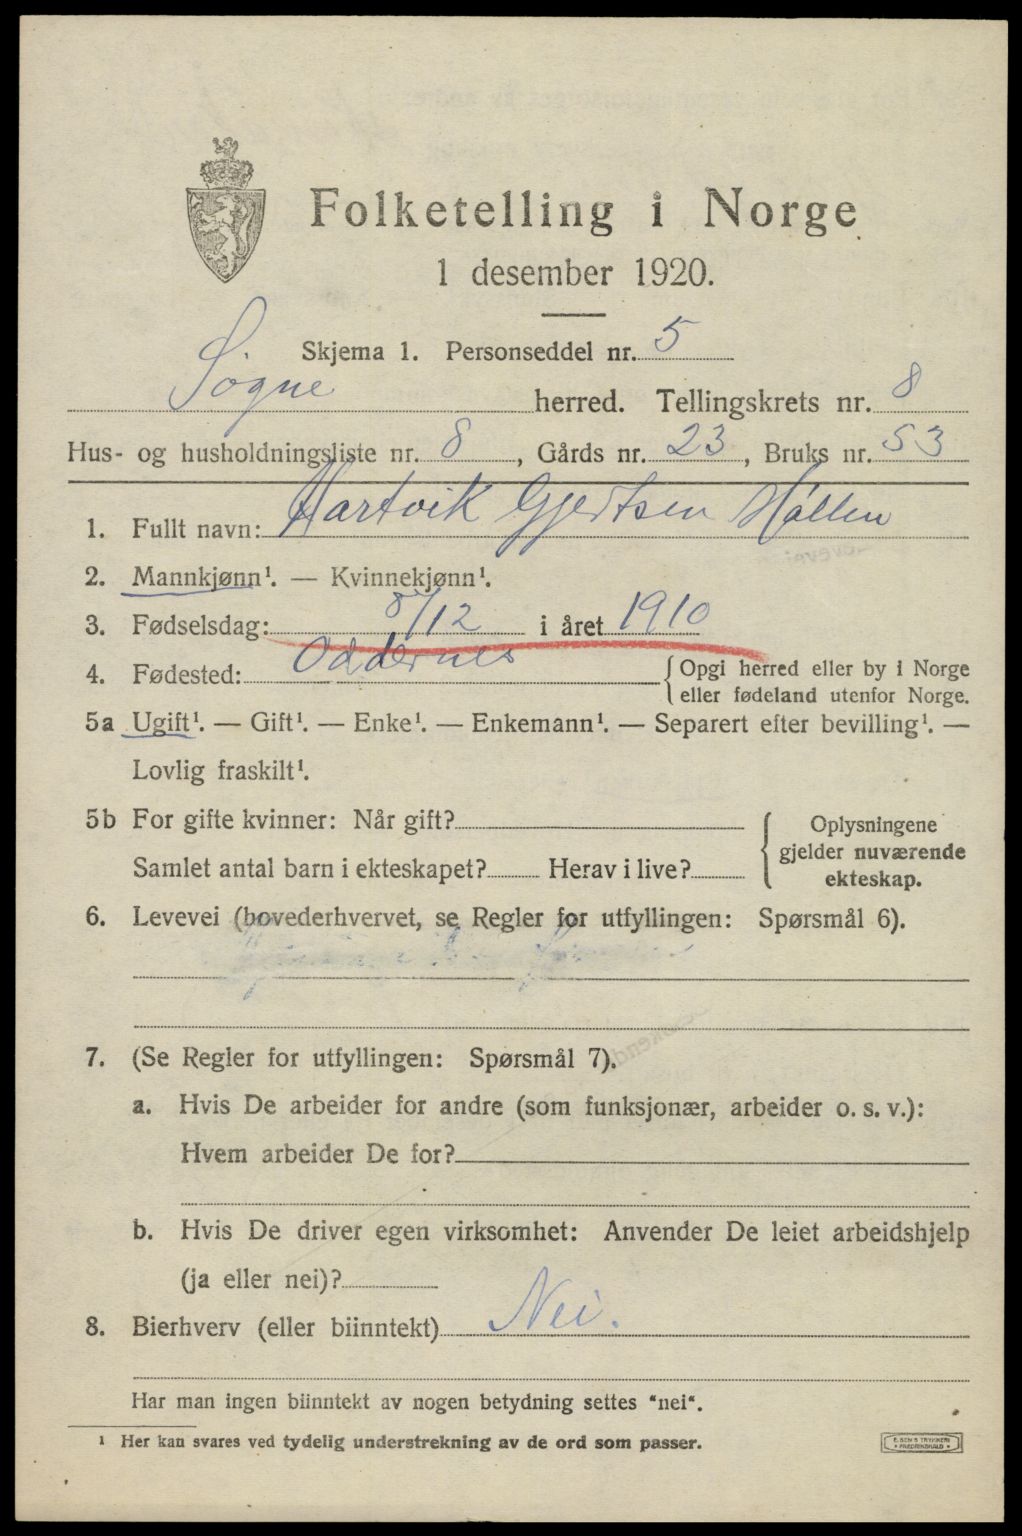 Folketelling i Norge
1 desember 1920.
Skjema 1. Personseddel nr. 5
Søgne herred. Tellingskrets nr. 8
Hus- og husholdningsliste nr. 8, Gårds nr. 23, Bruks nr. 53
1. Fullt navn: Hartvik Gjertsen Høllen
2. Mannkjønn¹. — Kvinnekjønn¹.
3. Fødselsdag: 8/12 i året 1910
4. Fødested: Oddernes {Opgi herred eller by i Norge
eller fødeland utenfor Norge.
5a Ugift¹. — Gift¹. — Enke¹. — Enkemann¹. — Separert efter bevilling¹. —
Lovlig fraskilt¹.
5b For gifte kvinner: Når gift?
Samlet antal barn i ekteskapet? Herav i live?
Oplysningene
gjelder nuværende
ekteskap.
6. Levevei (hovederhvervet, se Regler for utfyllingen: Spørsmål 6).
7. (Se Regler for utfyllingen: Spørsmål 7).
a. Hvis De arbeider for andre (som funksjonær, arbeider o. s. v.):
Hvem arbeider De for?
b. Hvis De driver egen virksomhet: Anvender De leiet arbeidshjelp
(ja eller nei)?
8. Bierhverv (eller biinntekt) Nei.
Har man ingen biinntekt av nogen betydning settes "nei".
¹ Her kan svares ved tydelig understrekning av de ord som passer.
E. SEM'S TRYKKERI
• FREDRIKSHALD •